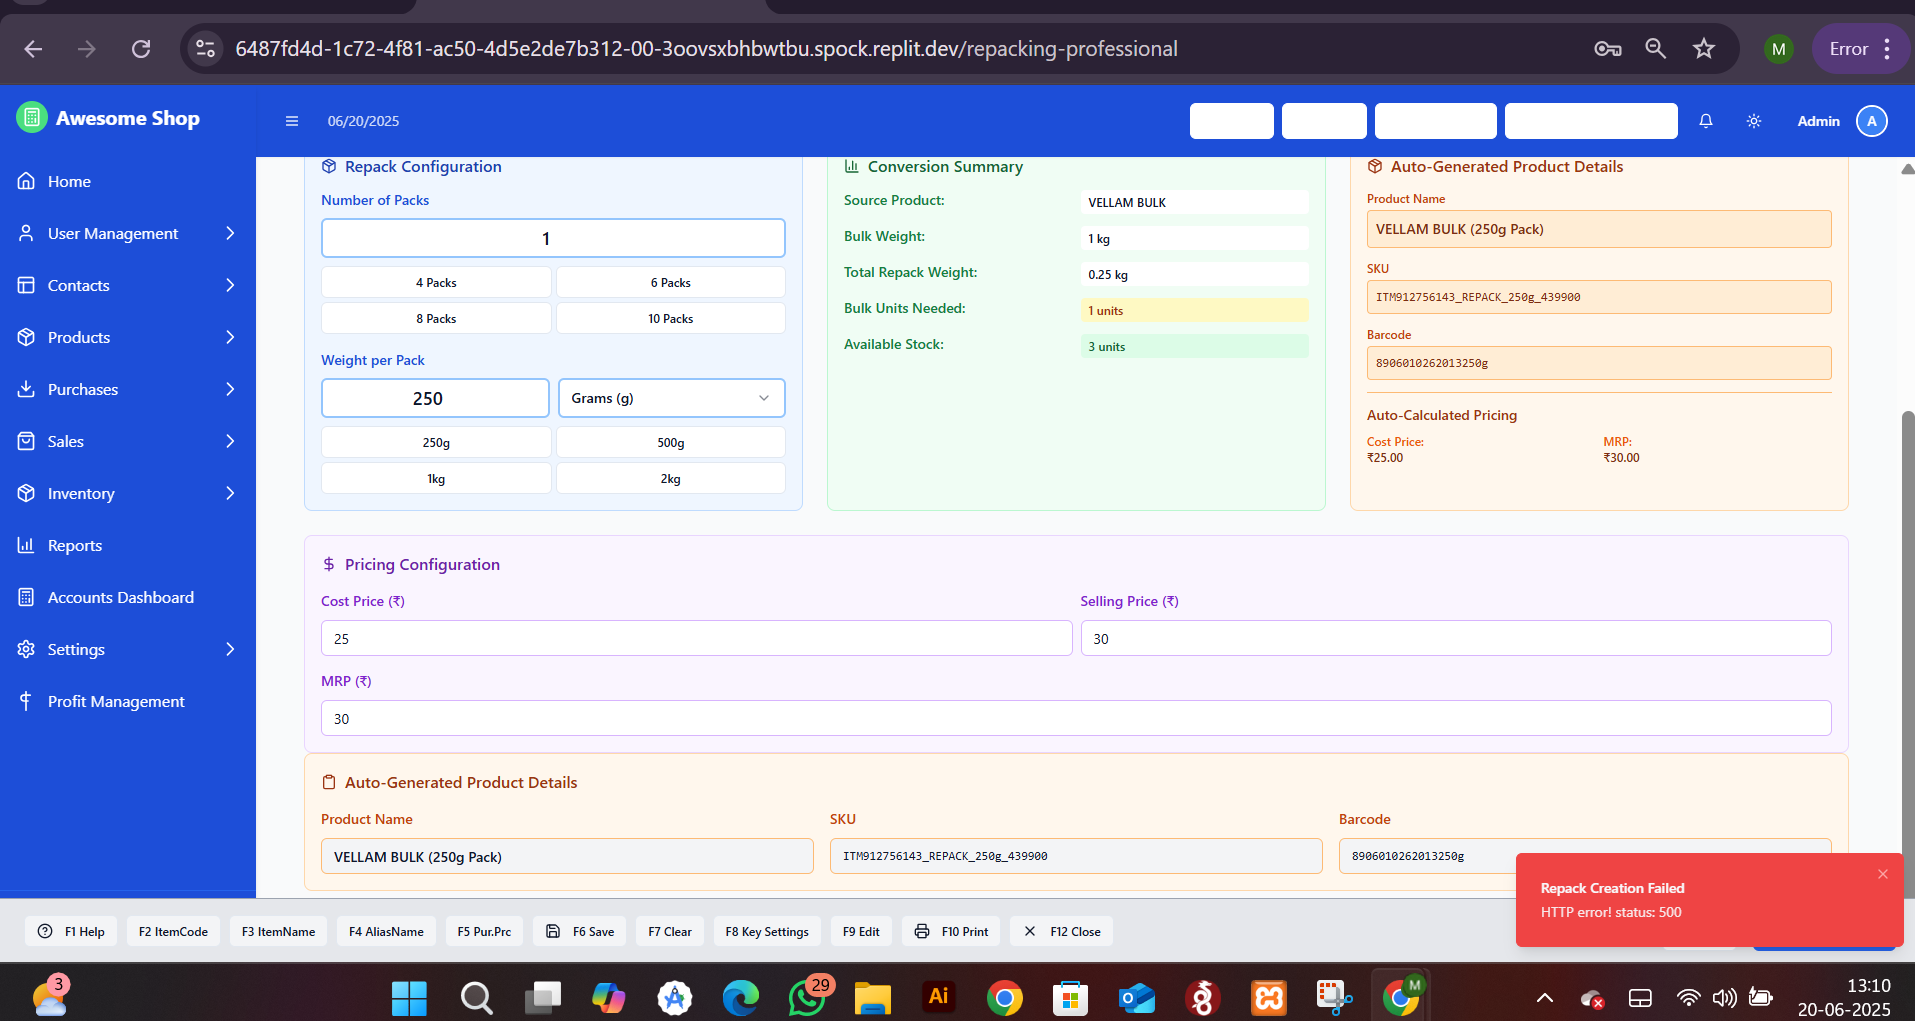 6487fd4d-1c72-4f81-ac50-4d5e2de7b312-00-3oovsxbhbwtbu.spock.replit.dev/repacking-professional
M
Error
Awesome Shop
06/20/2025
Admin
A
Home
User Management
Contacts
Products
Purchases
Sales
Inventory
Reports
Accounts Dashboard
Settings
Profit Management
Repack Configuration
Number of Packs
1
4 Packs
6 Packs
8 Packs
10 Packs
Weight per Pack
250
Grams (g)
250g
500g
1kg
2kg
Conversion Summary
Source Product:
VELLAM BULK
Bulk Weight:
1 kg
Total Repack Weight:
0.25 kg
Bulk Units Needed:
1 units
Available Stock:
3 units
Auto-Generated Product Details
Product Name
VELLAM BULK (250g Pack)
SKU
ITM912756143_REPACK_250g_439900
Barcode
8906010262013250g
Auto-Calculated Pricing
Cost Price:
MRP:
₹25.00
₹30.00
Pricing Configuration
Cost Price (₹)
Selling Price (₹)
25
30
MRP (₹)
30
Auto-Generated Product Details
Product Name
SKU
Barcode
VELLAM BULK (250g Pack)
ITM912756143_REPACK_250g_439900
8906010262013250g
Repack Creation Failed
HTTP error! status: 500
F1 Help
F2 ItemCode
F3 ItemName
F4 AliasName
F5 Pur.Prc
F6 Save
F7 Clear
F8 Key Settings
F9 Edit
F10 Print
F12 Close
3
29
Ai
M
13:10
20-06-2025